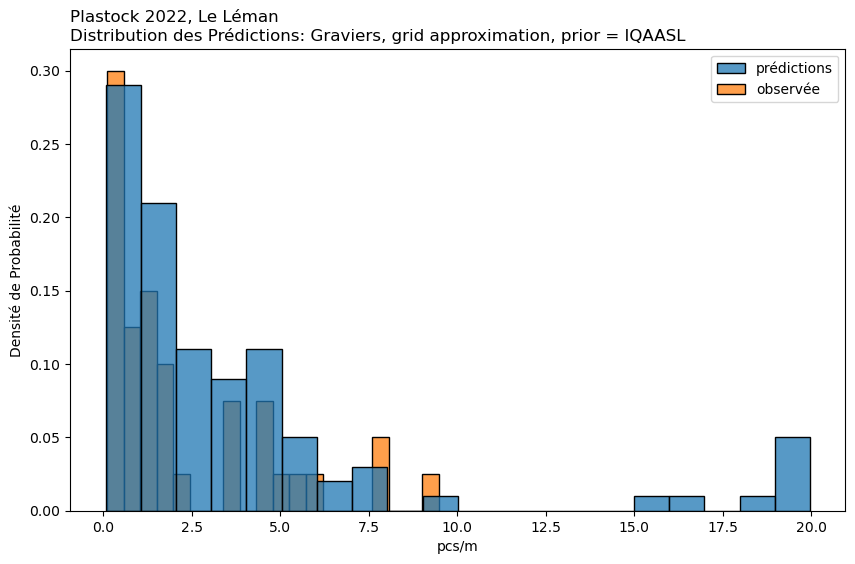 Plastock 2022, Le Léman
Distribution des Prédictions: Graviers, grid approximation, prior = IQAASL
prédictions
observée
Densité de Probabilité
0.30
0.25
0.20
0.15
0.10
0.05
0.00
0.0 2.5 5.0 7.5 10.0 12.5 15.0 17.5 20.0
pcs/m